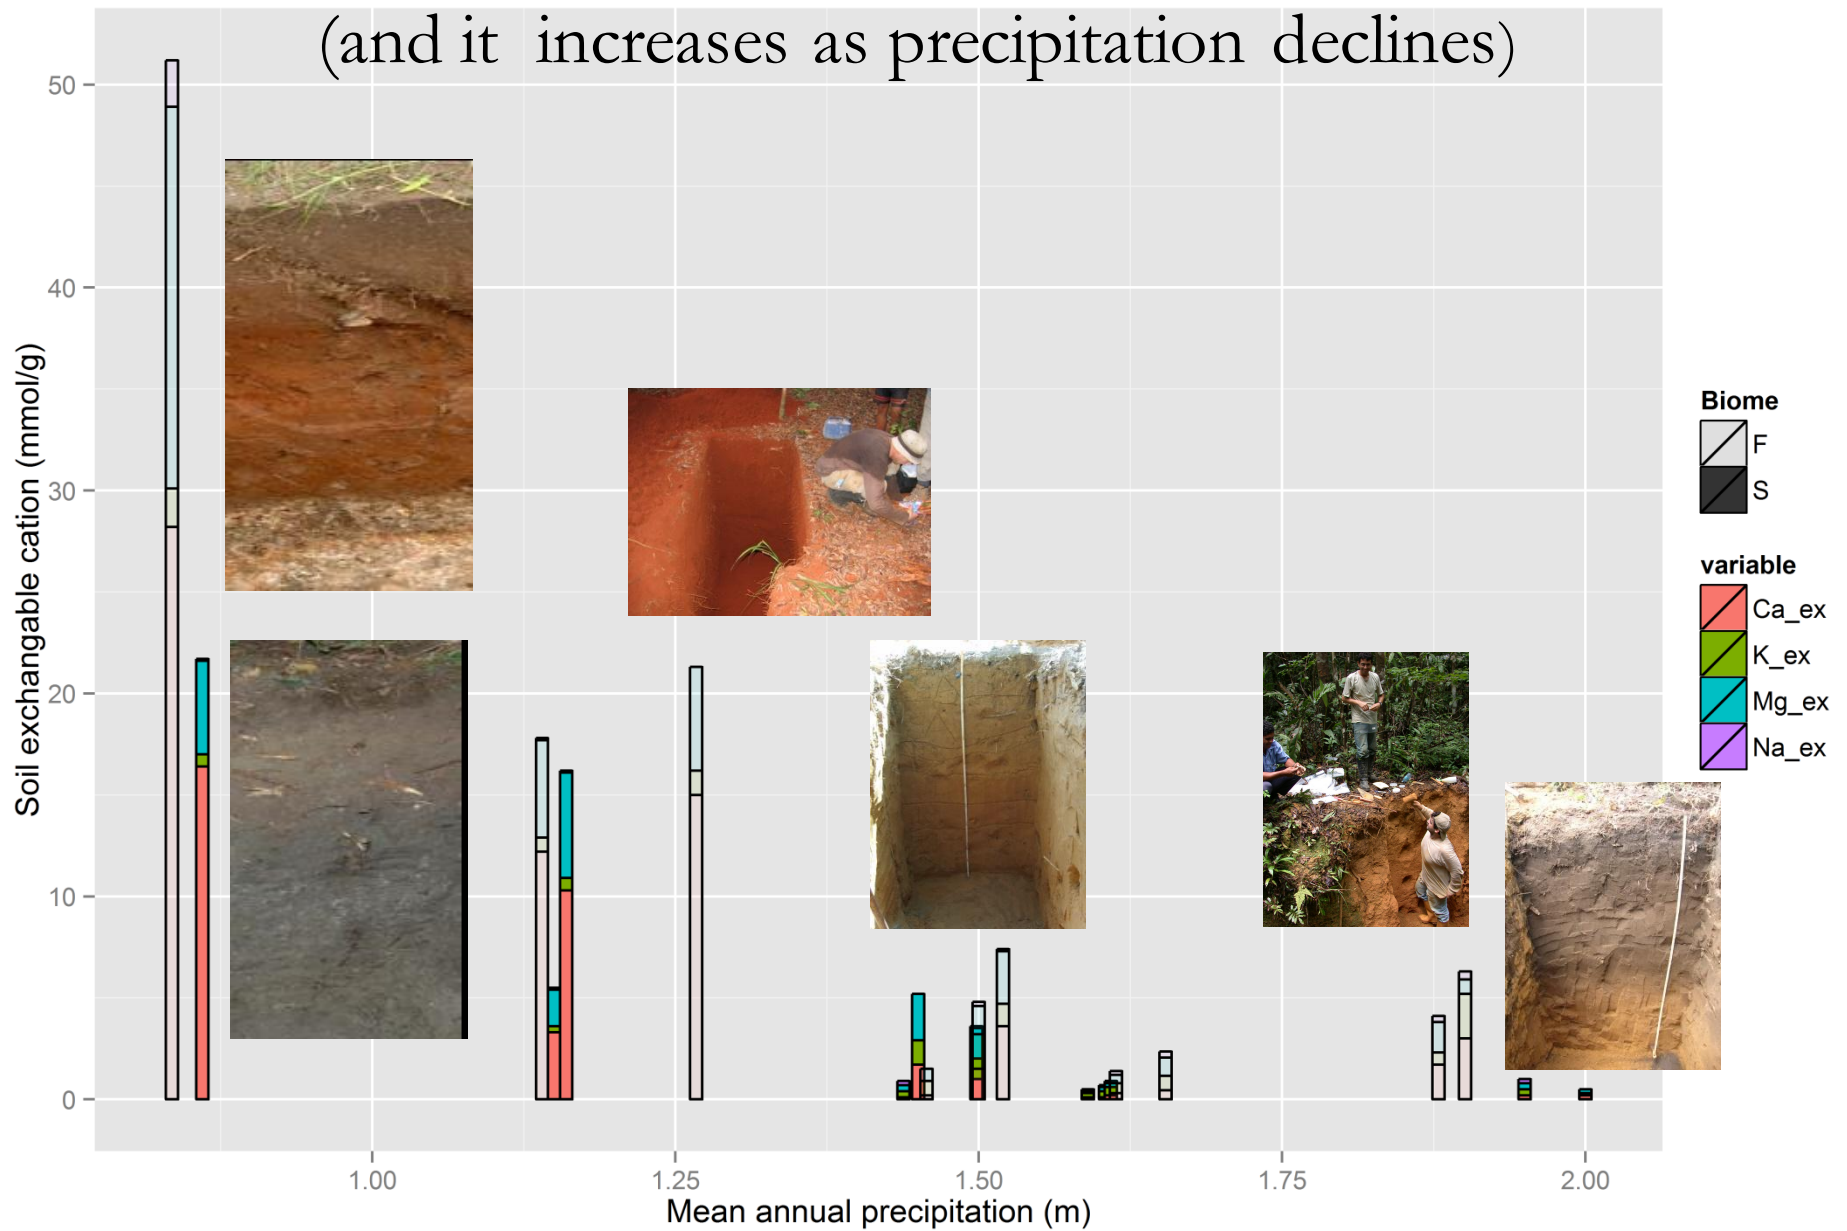 (and it increases as precipitation declines)
Soil exchangable cation (mmol/g)
50
40
30
20
10
0
1.00
1.25
1.50
1.75
2.00
Mean annual precipitation (m)
Biome
F
S
variable
Ca_ex
K_ex
Mg_ex
Na_ex